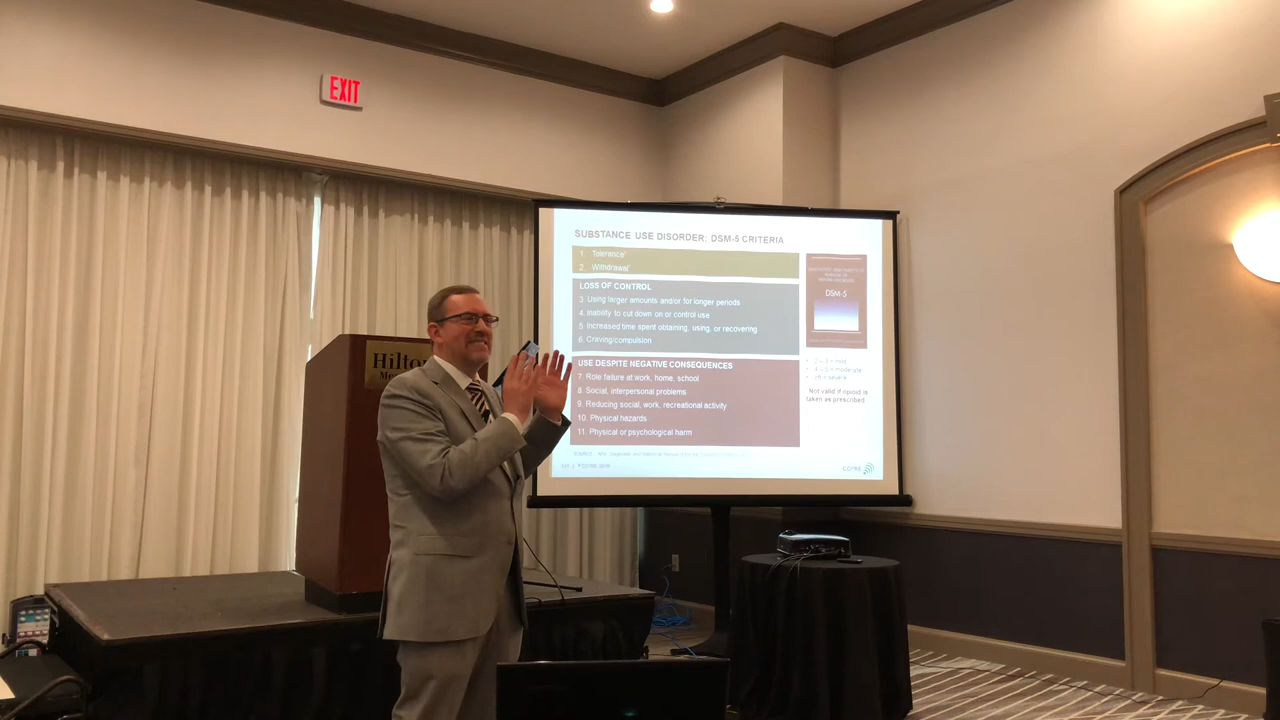 EXIT
Hilton
SUBSTANCE USE DISORDER: DSM-5 CRITERIA
1. Tolerance*
2. Withdrawal*
LOSS OF CONTROL
3. Using larger amounts and/or for longer periods
4. Inability to cut down on or control use
5. Increased time spent obtaining, using, or recovering
6. Craving/compulsion
USE DESPITE NEGATIVE CONSEQUENCES
7. Role failure at work, home, school
8. Social, interpersonal problems
9. Reducing social, work, recreational activity
10. Physical hazards
11. Physical or psychological harm
DSM-5
• 2 – 3 = mild
• 4 – 5 = moderate
• ≥6 = severe
Not valid if opioid is
taken as prescribed
CO*RE